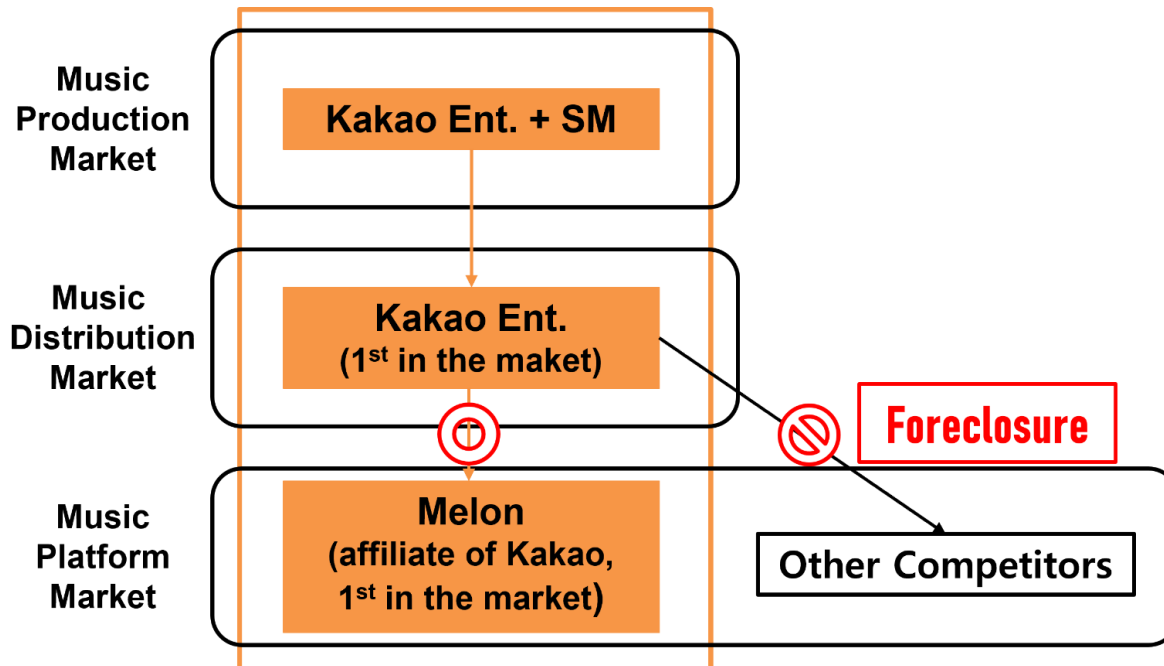 Music
Production
Market
Kakao Ent. + SM
Music
Distribution
Market
Kakao Ent.
(1st in the maket)
Foreclosure
Music
Platform
Market
Melon
(affiliate of Kakao,
1st in the market)
Other Competitors